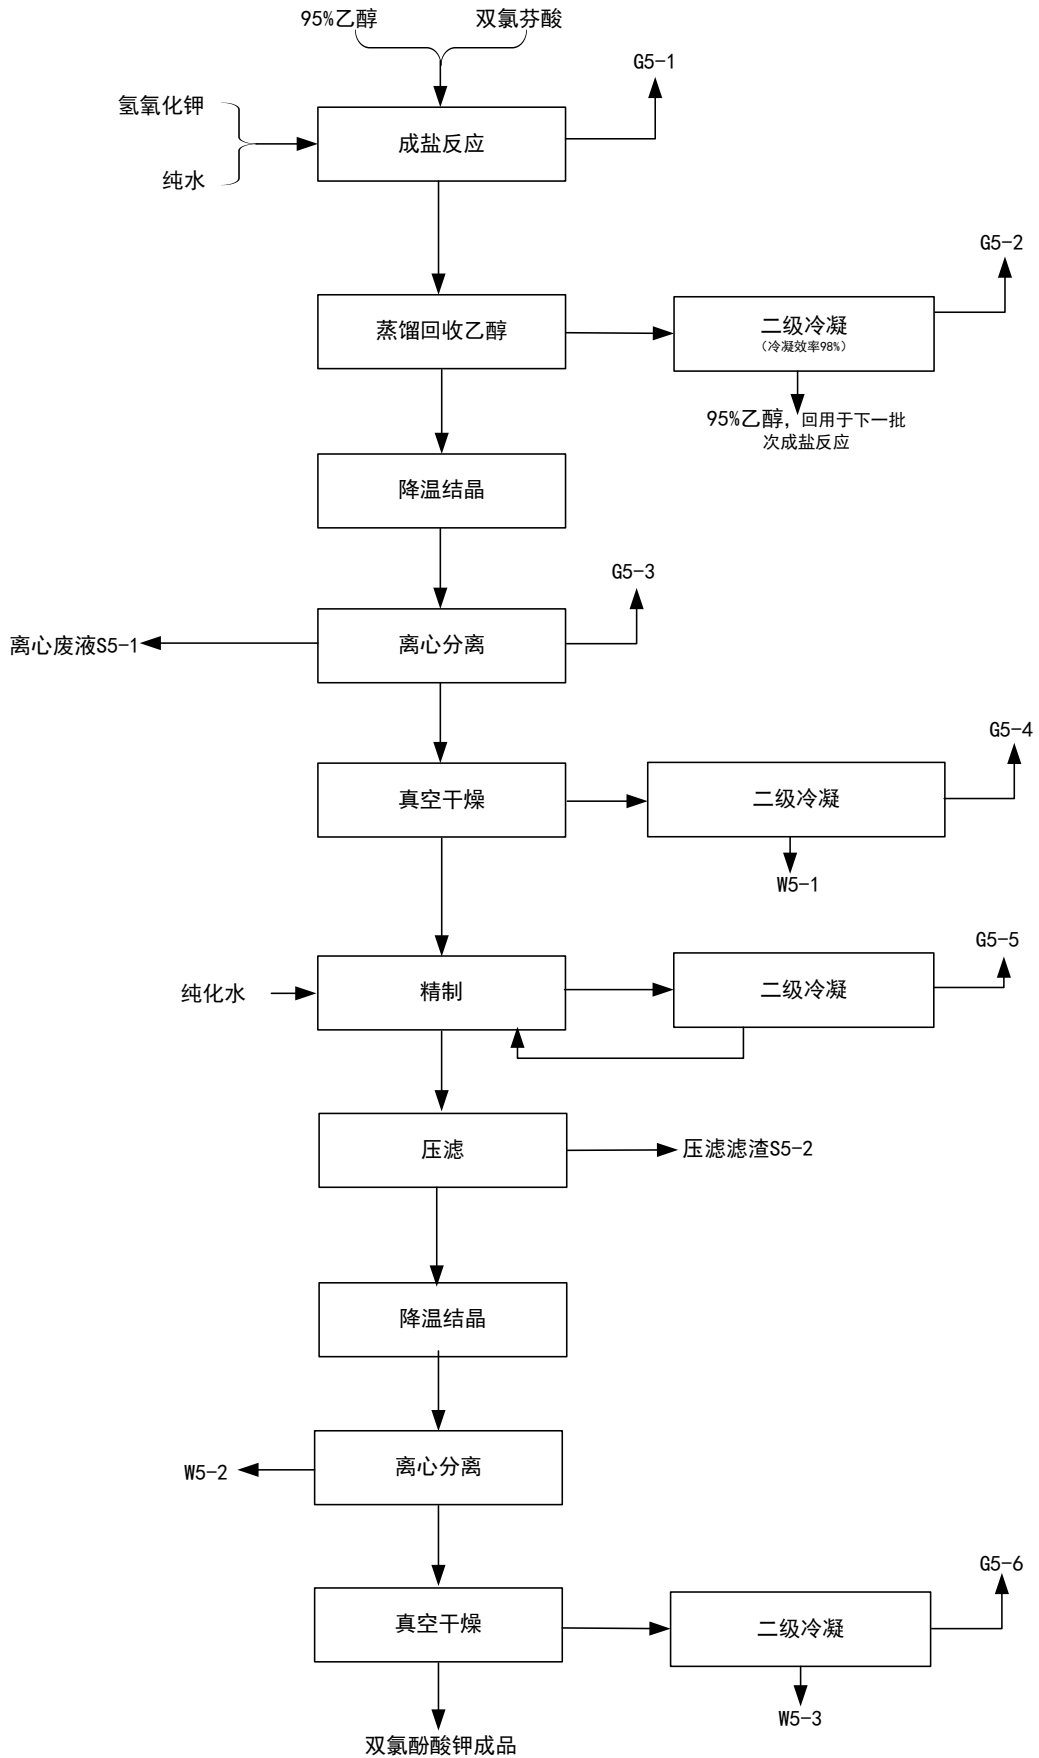 95%乙醇
双氯芬酸
G5-1
氢氧化钾
成盐反应
纯水
G5-2
蒸馏回收乙醇
二级冷凝
（冷凝效率98%）
95%乙醇，回用于下一批
次成盐反应
降温结晶
G5-3
离心废液S5-1
离心分离
G5-4
真空干燥
二级冷凝
W5-1
G5-5
纯化水
精制
二级冷凝
压滤
压滤滤渣S5-2
降温结晶
W5-2
离心分离
G5-6
真空干燥
二级冷凝
W5-3
双氯酚酸钾成品